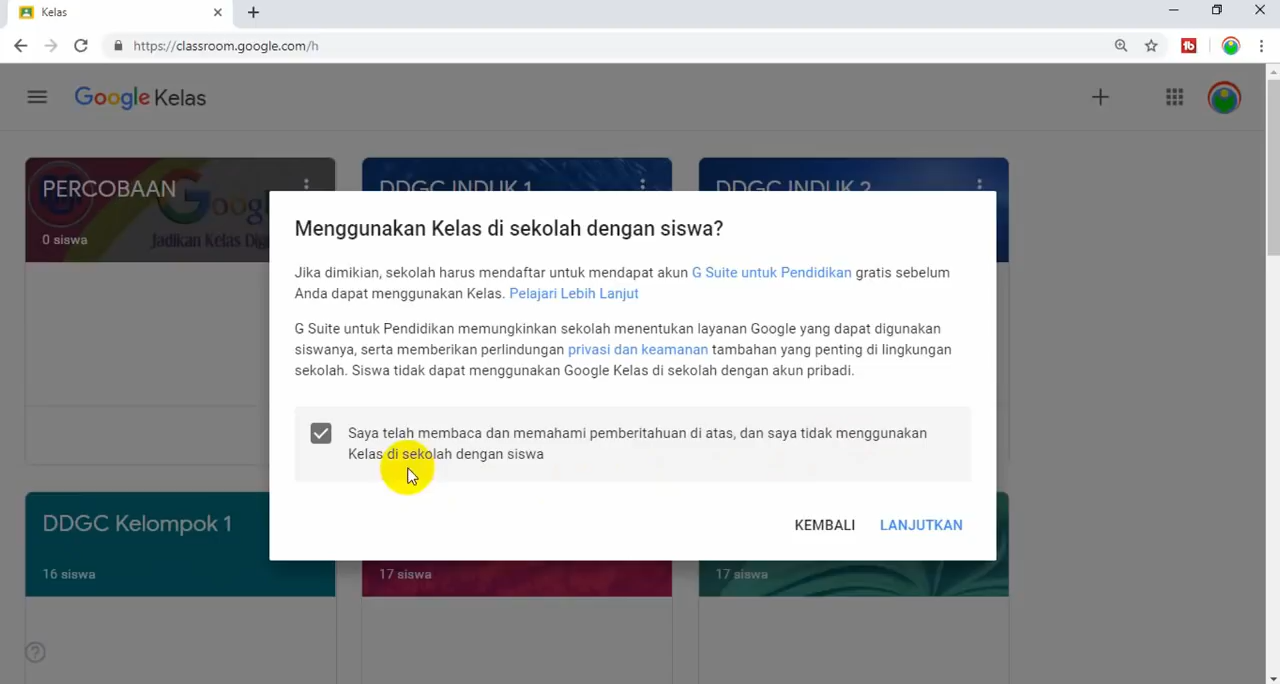 Kelas
https://classroom.google.com/h
Google Kelas
PERCOBAAN
0 siswa
DDGC INDUK 1
DDGC INDUK 2
Menggunakan Kelas di sekolah dengan siswa?
Jika dimikian, sekolah harus mendaftar untuk mendapat akun G Suite untuk Pendidikan gratis sebelum
Anda dapat menggunakan Kelas. Pelajari Lebih Lanjut
G Suite untuk Pendidikan memungkinkan sekolah menentukan layanan Google yang dapat digunakan
siswanya, serta memberikan perlindungan privasi dan keamanan tambahan yang penting di lingkungan
sekolah. Siswa tidak dapat menggunakan Google Kelas di sekolah dengan akun pribadi.
Saya telah membaca dan memahami pemberitahuan di atas, dan saya tidak menggunakan
Kelas di sekolah dengan siswa
KEMBALI LANJUTKAN
DDGC Kelompok 1
16 siswa
17 siswa
17 siswa